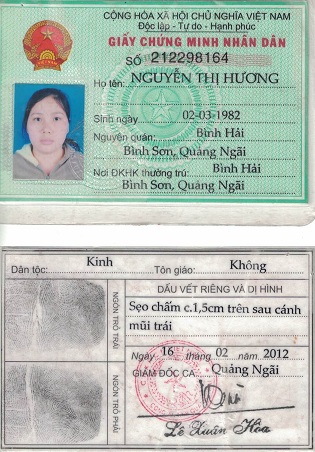 CỘNG HÒA XÃ HỘI CHỦ NGHĨA VIỆT NAM
Độc lập - Tự do - Hạnh phúc
GIẤY CHỨNG MINH NHÂN DÂN
SỐ 212298164
Họ tên: NGUYỄN THỊ HƯƠNG
Sinh ngày 02-03-1982
Nguyên quán: Bình Hải
Bình Sơn, Quảng Ngãi
Nơi ĐKHK thường trú: Bình Hải
Bình Sơn, Quảng Ngãi
Dân tộc: Kinh Tôn giáo: Không
NGÓN TRỎ TRÁI
NGÓN TRỎ PHẢI
DẤU VẾT RIÊNG VÀ DỊ HÌNH
Sẹo chấm c.1,5cm trên sau cánh
mũi trái
Ngày 16 tháng 02 năm 2012
GIÁM ĐỐC CA Quảng Ngãi
Lê Xuân Hòa